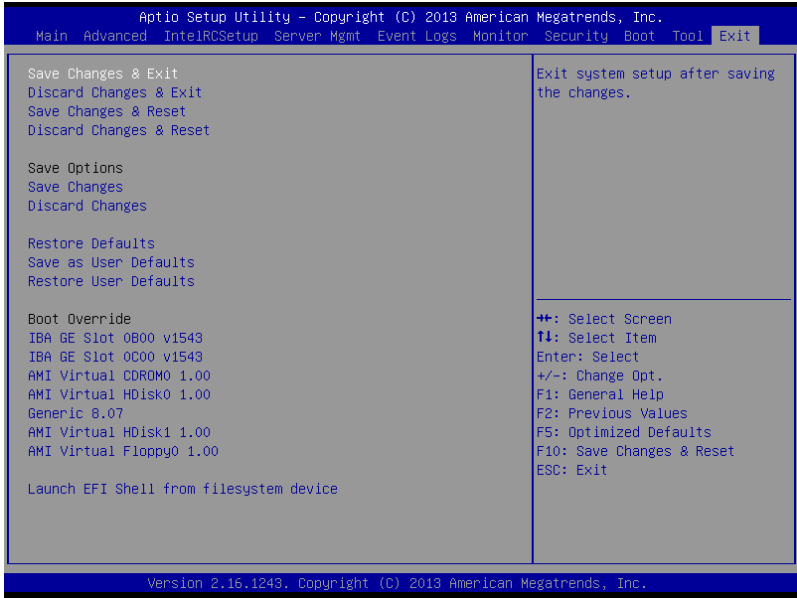 Aptio Setup Utility – Copyright (C) 2013 American Megatrends, Inc.
Main Advanced IntelRCSetup Server Mgmt Event Logs Monitor Security Boot Tool Exit
Save Changes & Exit
Discard Changes & Exit
Save Changes & Reset
Discard Changes & Reset
Save Options
Save Changes
Discard Changes
Restore Defaults
Save as User Defaults
Restore User Defaults
Boot Override
IBA GE Slot 0B00 v1543
IBA GE Slot 0C00 v1543
AMI Virtual CDROM0 1.00
AMI Virtual HDisk0 1.00
Generic 8.07
AMI Virtual HDisk1 1.00
AMI Virtual Floppy0 1.00
Launch EFI Shell from filesystem device
Exit system setup after saving
the changes.
→←: Select Screen
↑↓: Select Item
Enter: Select
+/-: Change Opt.
F1: General Help
F2: Previous Values
F5: Optimized Defaults
F10: Save Changes & Reset
ESC: Exit
Version 2.16.1243. Copyright (C) 2013 American Megatrends, Inc.